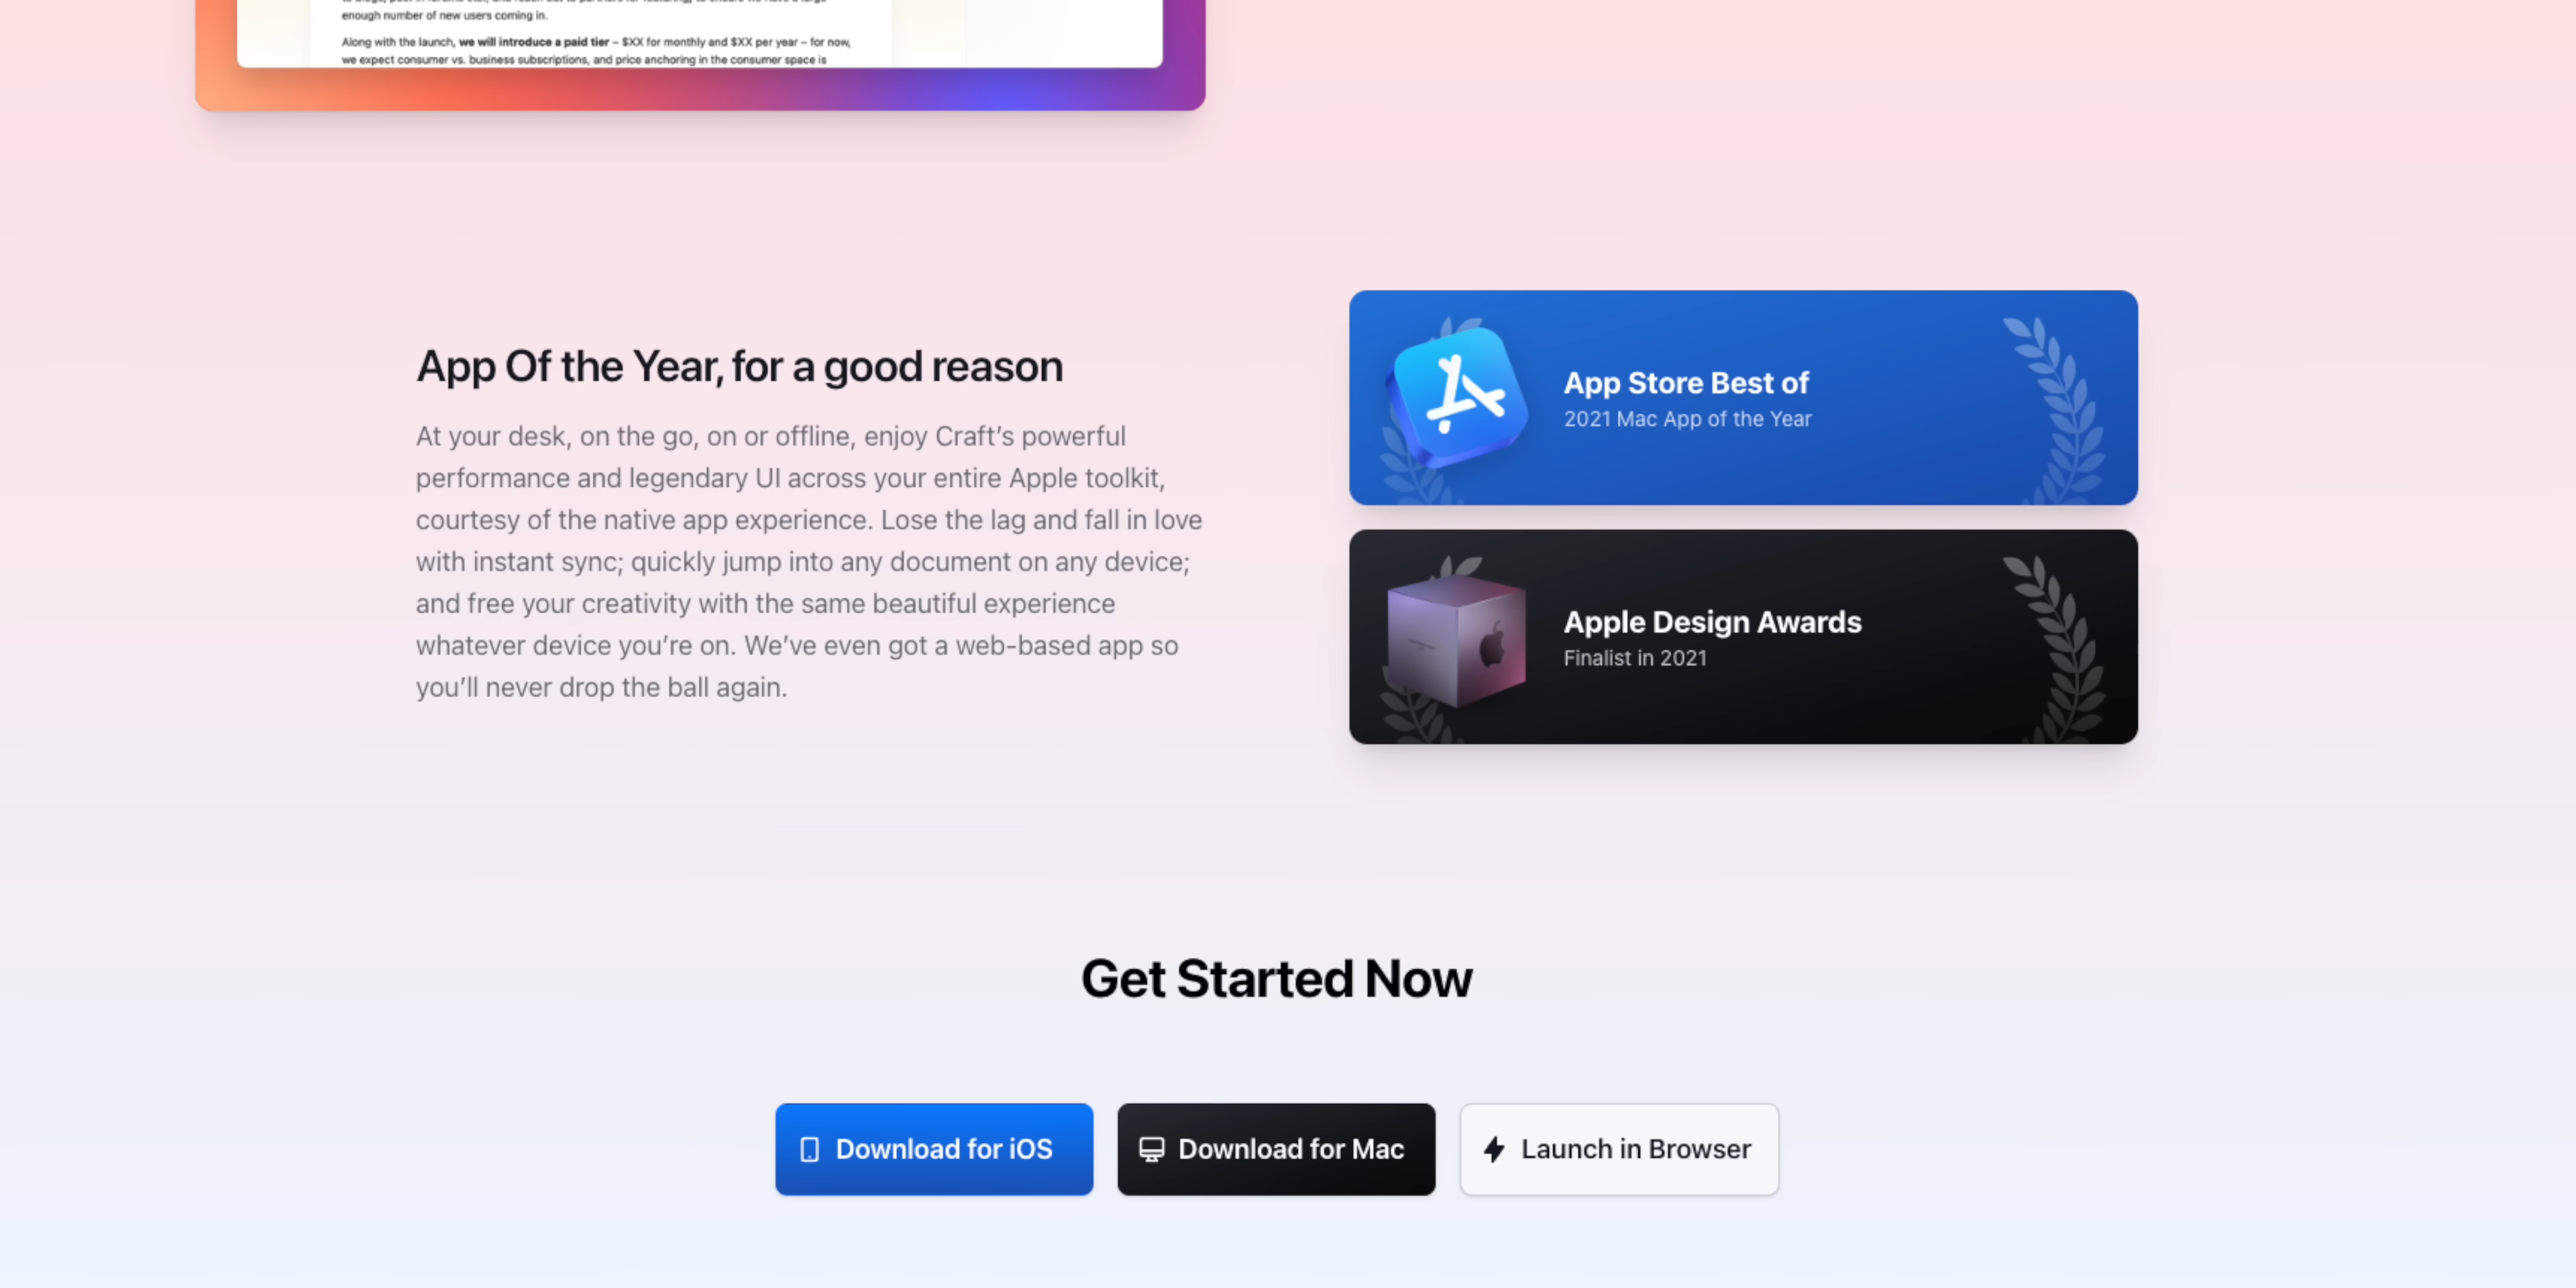 enough number of new users coming in.
Along with the launch, we will introduce a paid tier – $XX for monthly and $XX per year – for now,
we expect consumer vs. business subscriptions, and price anchoring in the consumer space is
App Of the Year, for a good reason
At your desk, on the go, on or offline, enjoy Craft’s powerful
performance and legendary UI across your entire Apple toolkit,
courtesy of the native app experience. Lose the lag and fall in love
with instant sync; quickly jump into any document on any device;
and free your creativity with the same beautiful experience
whatever device you’re on. We’ve even got a web-based app so
you’ll never drop the ball again.
App Store Best of
2021 Mac App of the Year
Apple Design Awards
Finalist in 2021
Get Started Now
Download for iOS
Download for Mac
Launch in Browser